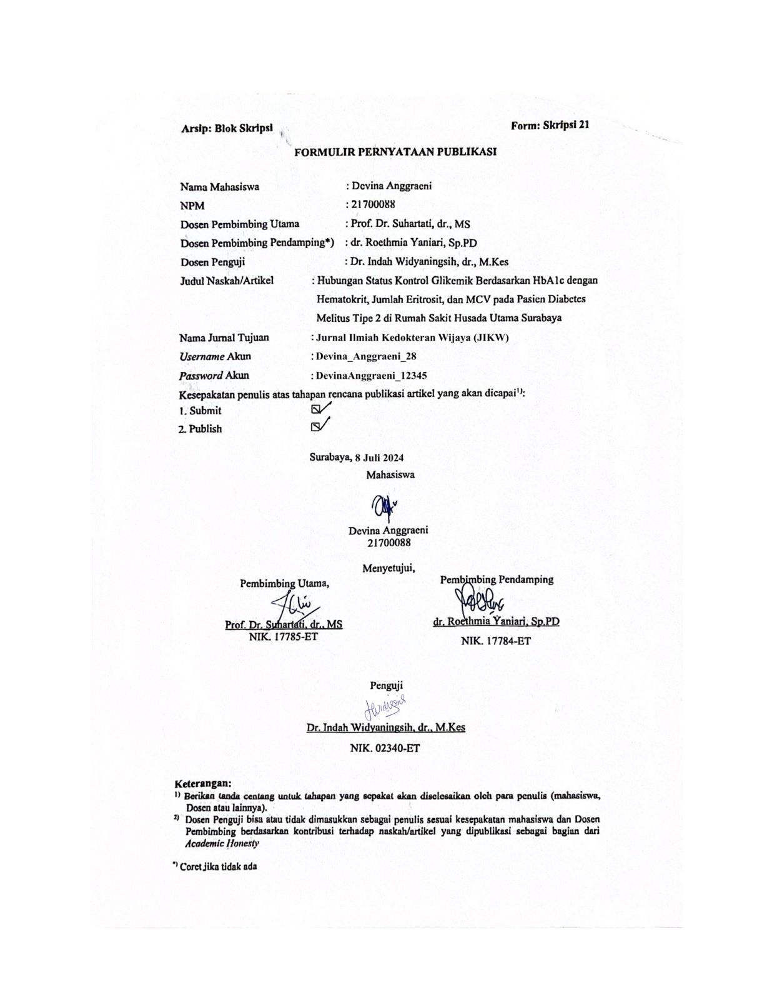 Arsip: Blok Skripsi
Form: Skripsi 21
FORMULIR PERNYATAAN PUBLIKASI
Nama Mahasiswa : Devina Anggraeni
NPM : 21700088
Dosen Pembimbing Utama : Prof. Dr. Suhartati, dr., MS
Dosen Pembimbing Pendamping*) : dr. Roethmia Yaniari, Sp.PD
Dosen Penguji : Dr. Indah Widyaningsih, dr., M.Kes
Judul Naskah/Artikel : Hubungan Status Kontrol Glikemik Berdasarkan HbA1c dengan
Hematokrit, Jumlah Eritrosit, dan MCV pada Pasien Diabetes
Melitus Tipe 2 di Rumah Sakit Husada Utama Surabaya
Nama Jurnal Tujuan : Jurnal Ilmiah Kedokteran Wijaya (JIKW)
Username Akun : Devina_Anggraeni_28
Password Akun : DevinaAnggraeni_12345
Kesepakatan penulis atas tahapan rencana publikasi artikel yang akan dicapai¹⁾:
1. Submit
2. Publish
Surabaya, 8 Juli 2024
Mahasiswa
Devina Anggraeni
21700088
Menyetujui,
Pembimbing Utama,
Prof. Dr. Suhartati, dr., MS
NIK. 17785-ET
Pembimbing Pendamping
dr. Roethmia Yaniari, Sp.PD
NIK. 17784-ET
Penguji
Dr. Indah Widyaningsih, dr., M.Kes
NIK. 02340-ET
Keterangan:
¹⁾ Berikan tanda centang untuk tahapan yang sepakat akan diselesaikan oleh para penulis (mahasiswa,
Dosen atau lainnya).
²⁾ Dosen Penguji bisa atau tidak dimasukkan sebagai penulis sesuai kesepakatan mahasiswa dan Dosen
Pembimbing berdasarkan kontribusi terhadap naskah/artikel yang dipublikasi sebagai bagian dari
Academic Honesty
*⁾ Coret jika tidak ada